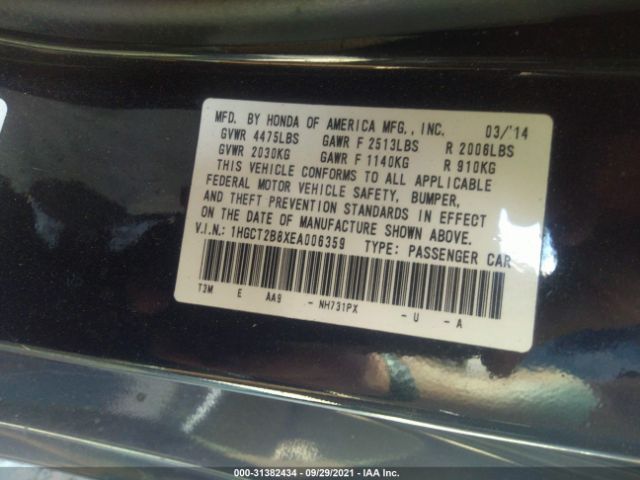 MFD. BY HONDA OF AMERICA MFG., INC. 03/'14
GVWR 4475LBS GAWR F 2513LBS R 2006LBS
GVWR 2030KG GAWR F 1140KG R 910KG
THIS VEHICLE CONFORMS TO ALL APPLICABLE
FEDERAL MOTOR VEHICLE SAFETY, BUMPER,
AND THEFT PREVENTION STANDARDS IN EFFECT
ON THE DATE OF MANUFACTURE SHOWN ABOVE.
V.I.N.: 1HGCT2B8XEA006359 TYPE: PASSENGER CAR
T3M E AA9 - NH731PX - U - A
000-31382434 - 09/29/2021 - IAA Inc.